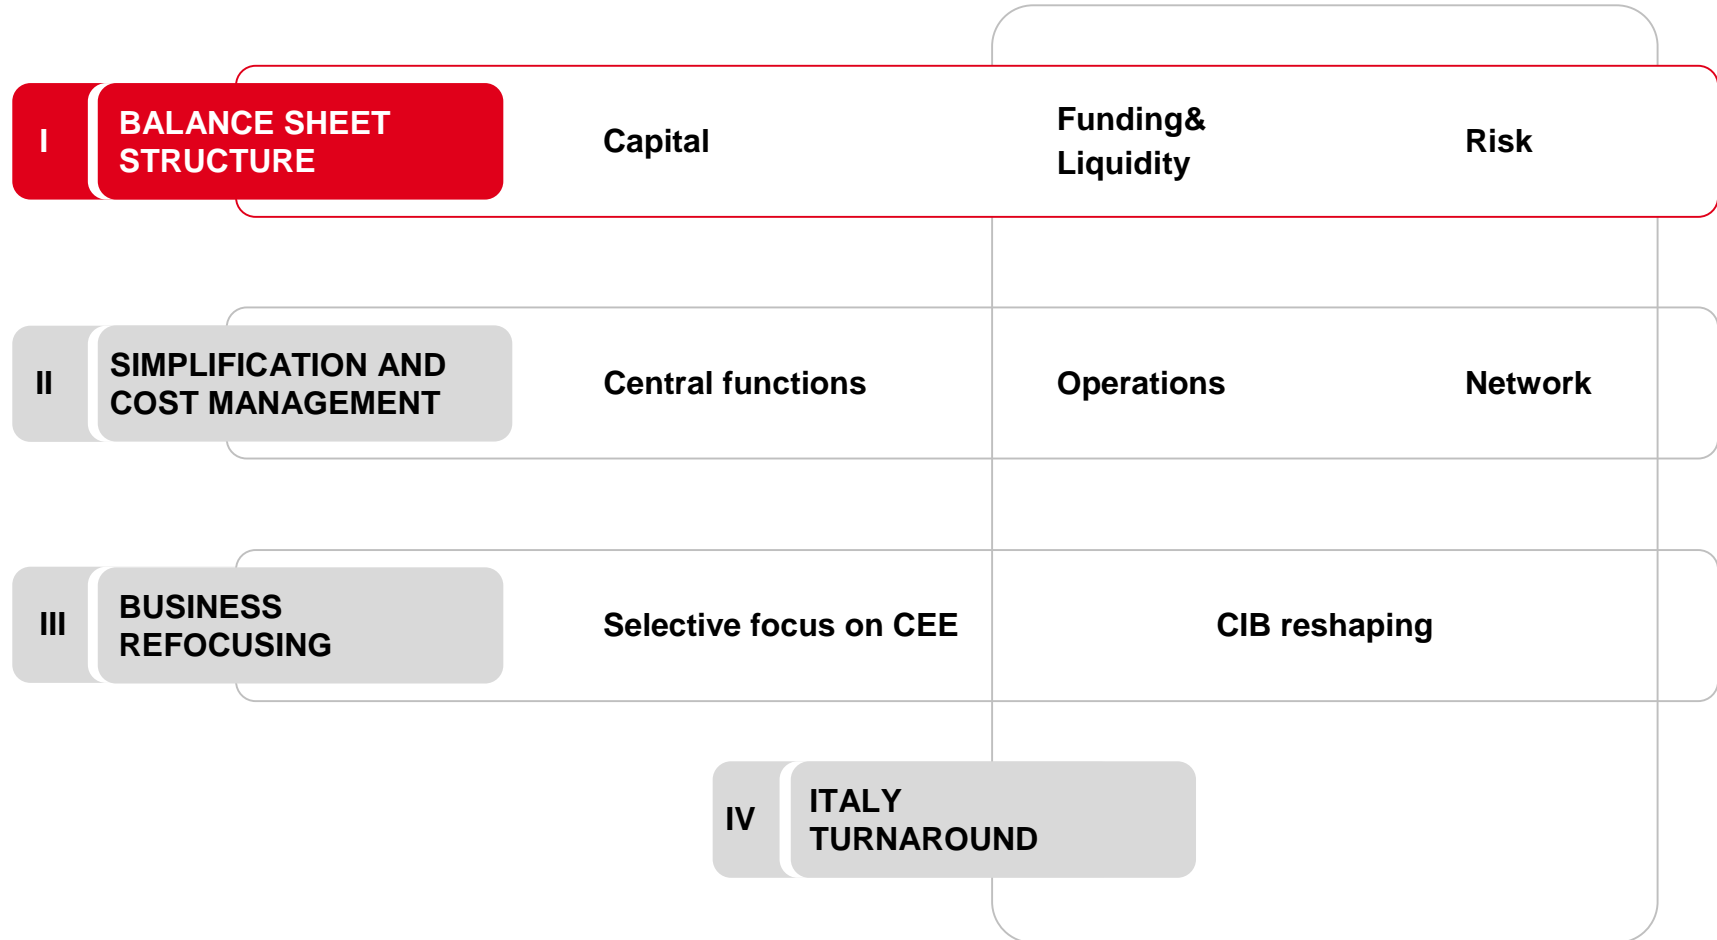 I
BALANCE SHEET
STRUCTURE
Capital
Funding&
Liquidity
Risk
II
SIMPLIFICATION AND
COST MANAGEMENT
Central functions
Operations
Network
III
BUSINESS
REFOCUSING
Selective focus on CEE
CIB reshaping
IV
ITALY
TURNAROUND